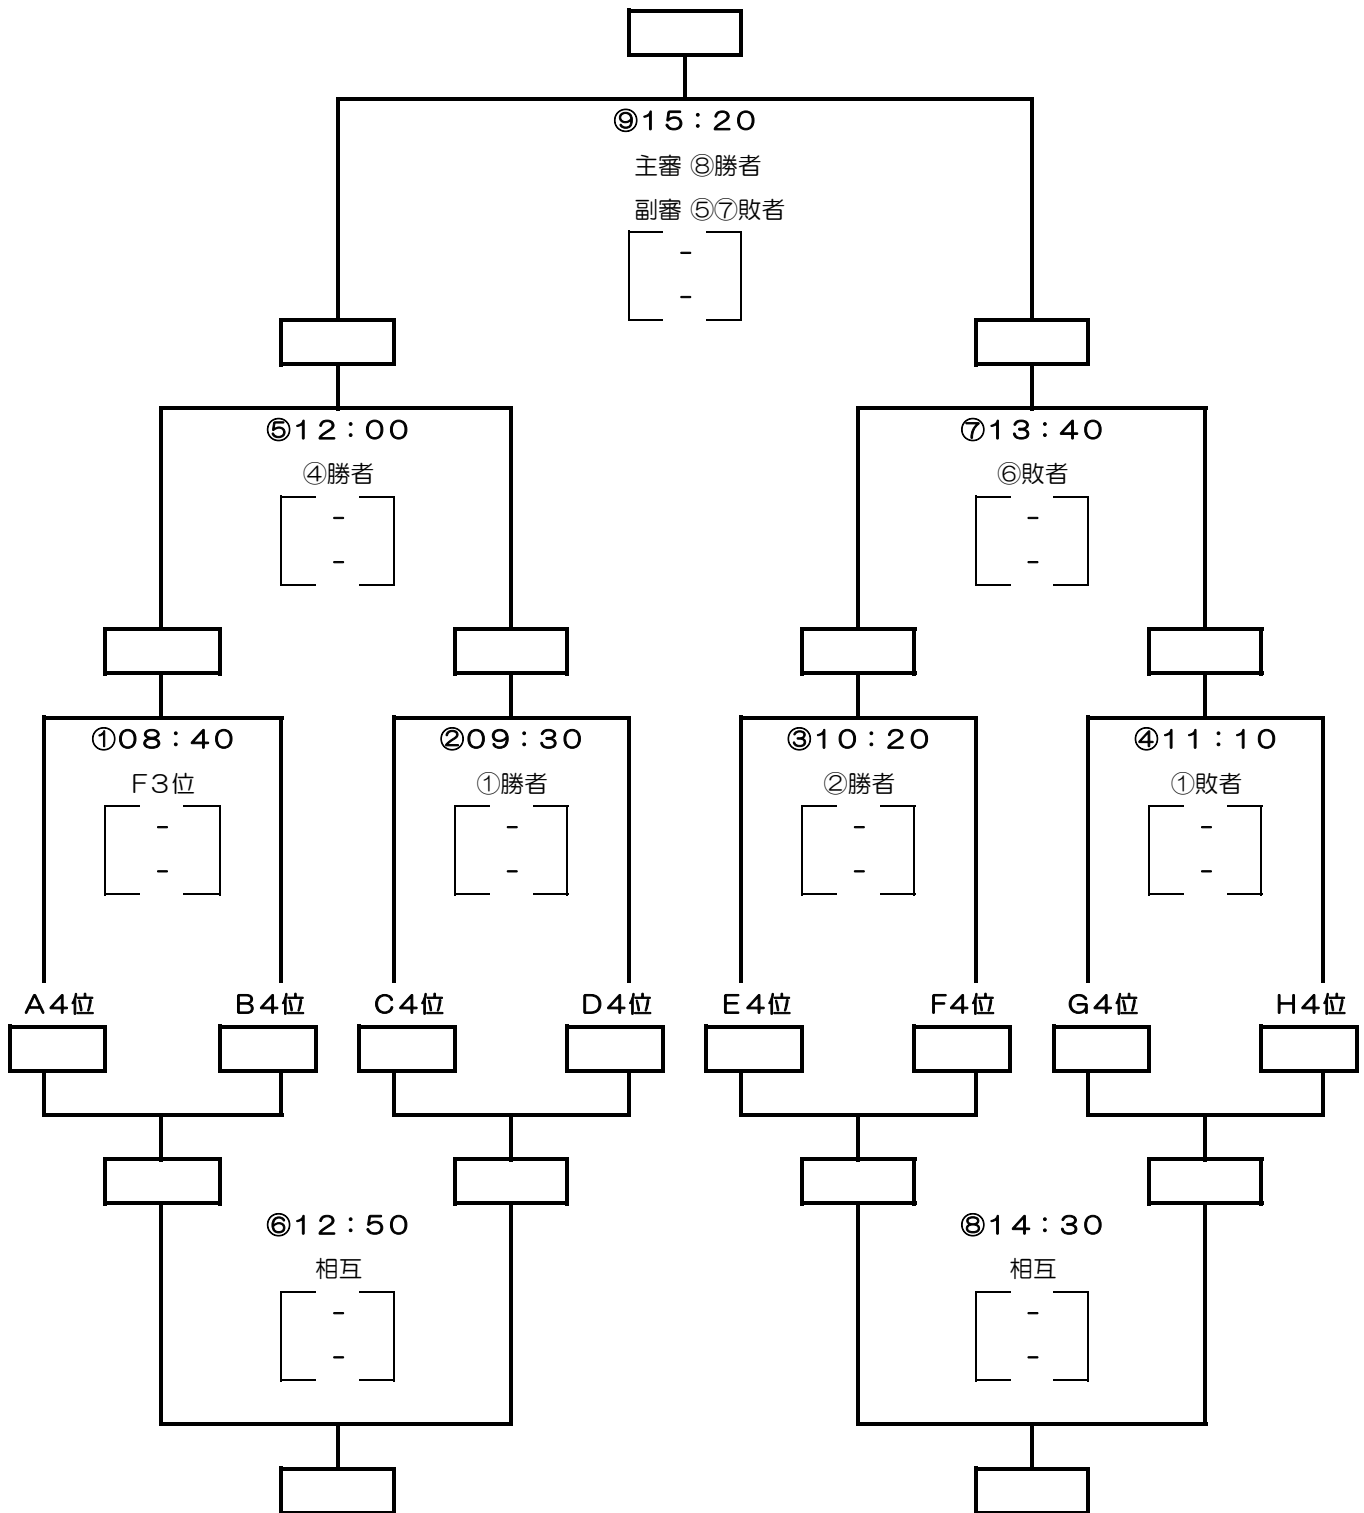 ⑨15：20
主審 ⑧勝者
副審 ⑤⑦敗者
-
-
⑤12：00
④勝者
-
-
⑦13：40
⑥敗者
-
-
①08：40
F3位
-
-
②09：30
①勝者
-
-
③10：20
②勝者
-
-
④11：10
①敗者
-
-
A4位
B4位
C4位
D4位
E4位
F4位
G4位
H4位
⑥12：50
相互
-
-
⑧14：30
相互
-
-